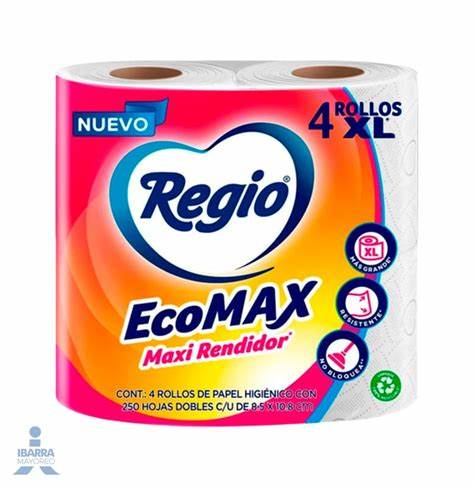 NUEVO
4 ROLLOS
XL*
Regio
EcoMAX
Maxi Rendidor*
XL
MÁS GRANDE*
RESISTENTE*
NO BLOQUEA**
CONT.: 4 ROLLOS DE PAPEL HIGIÉNICO CON
250 HOJAS DOBLES C/U DE 8.5 X 10.8 cm
IBARRA
MAYOREO